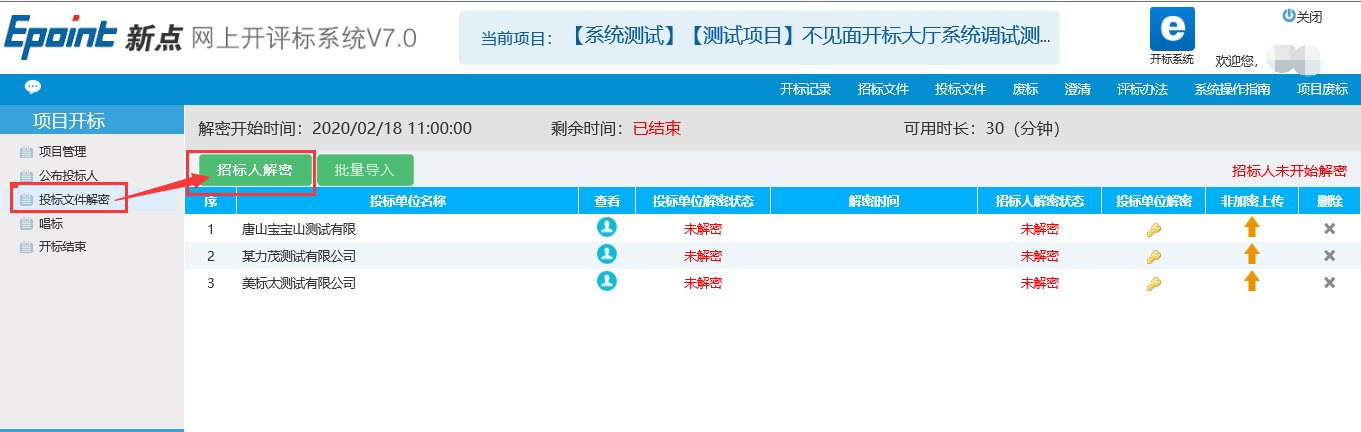 Epoint 新点 网上开评标系统V7.0
当前项目： 【系统测试】【测试项目】不见面开标大厅系统调试测...
e
开标系统
关闭
欢迎您,
开标记录 招标文件 投标文件 废标 澄清 评标办法 系统操作指南 项目废标
项目开标
项目管理
公布投标人
投标文件解密
唱标
开标结束
解密开始时间： 2020/02/18 11:00:00 剩余时间：已结束 可用时长：30（分钟）
招标人解密 批量导入 招标人未开始解密
序 投标单位名称 查看 投标单位解密状态 解密时间 招标人解密状态 投标单位解密 非加密上传 删除
1 唐山宝宝山测试有限 未解密 未解密
2 某力茂测试有限公司 未解密 未解密
3 美标太测试有限公司 未解密 未解密